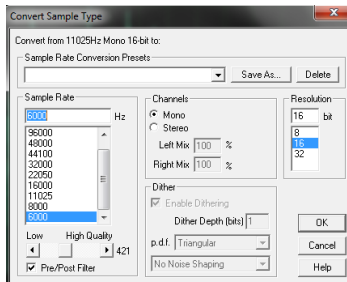 Convert Sample Type
Convert from 11025Hz Mono 16-bit to:
Sample Rate Conversion Presets
Save As...
Delete
Sample Rate
6000 Hz
96000
48000
44100
32000
22050
16000
11025
8000
6000
Low High Quality
421
Pre/Post Filter
Channels
Mono
Stereo
Left Mix 100 %
Right Mix 100 %
Dither
Enable Dithering
Dither Depth (bits) 1
p.d.f. Triangular
No Noise Shaping
Resolution
16 bit
8
16
32
OK
Cancel
Help